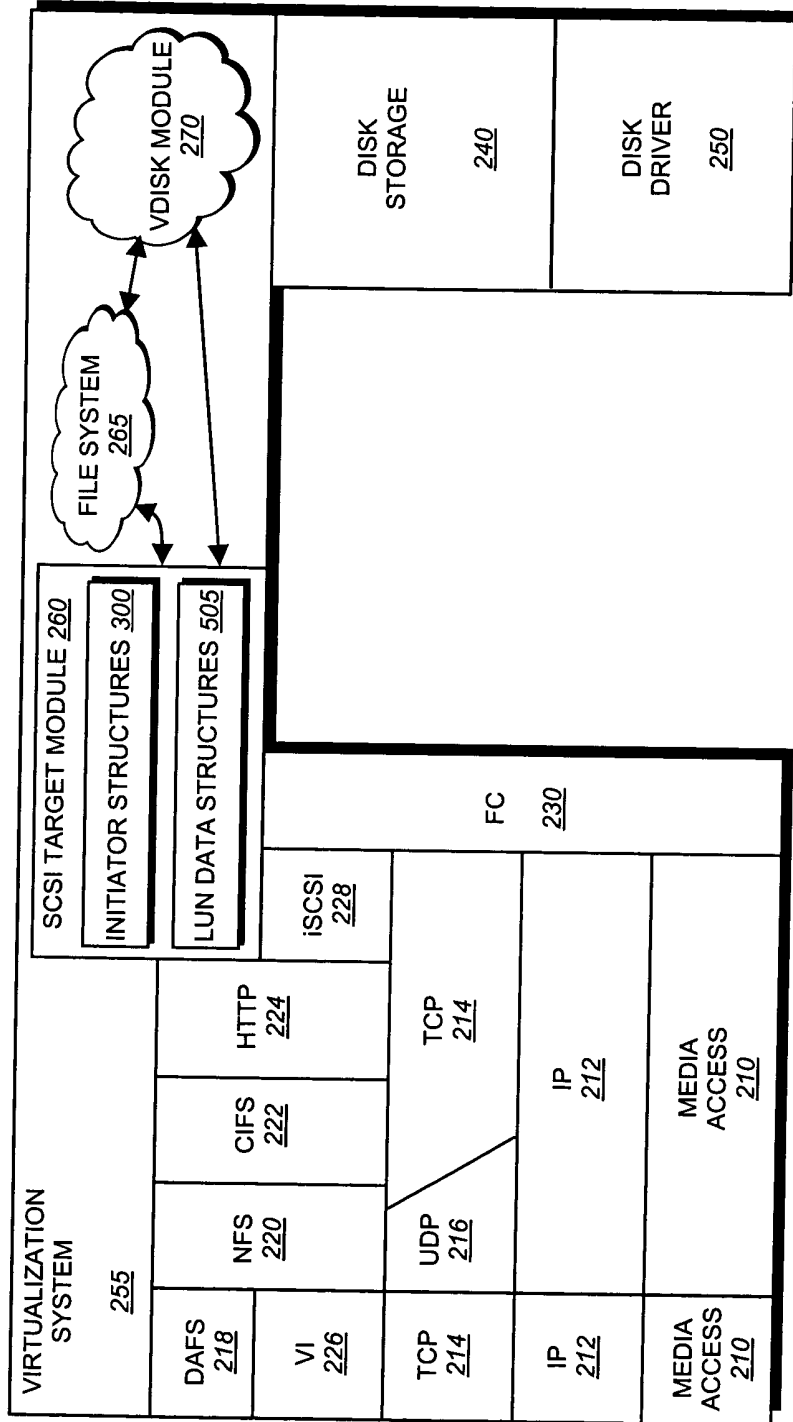 VIRTUALIZATION
SYSTEM
255
SCSI TARGET MODULE 260
INITIATOR STRUCTURES 300
LUN DATA STRUCTURES 505
FILE SYSTEM
265
VDISK MODULE
270
DAFS
218
VI
226
TCP
214
IP
212
MEDIA
ACCESS
210
NFS
220
CIFS
222
HTTP
224
iSCSI
228
UDP
216
TCP
214
IP
212
MEDIA
ACCESS
210
FC
230
DISK
STORAGE
240
DISK
DRIVER
250